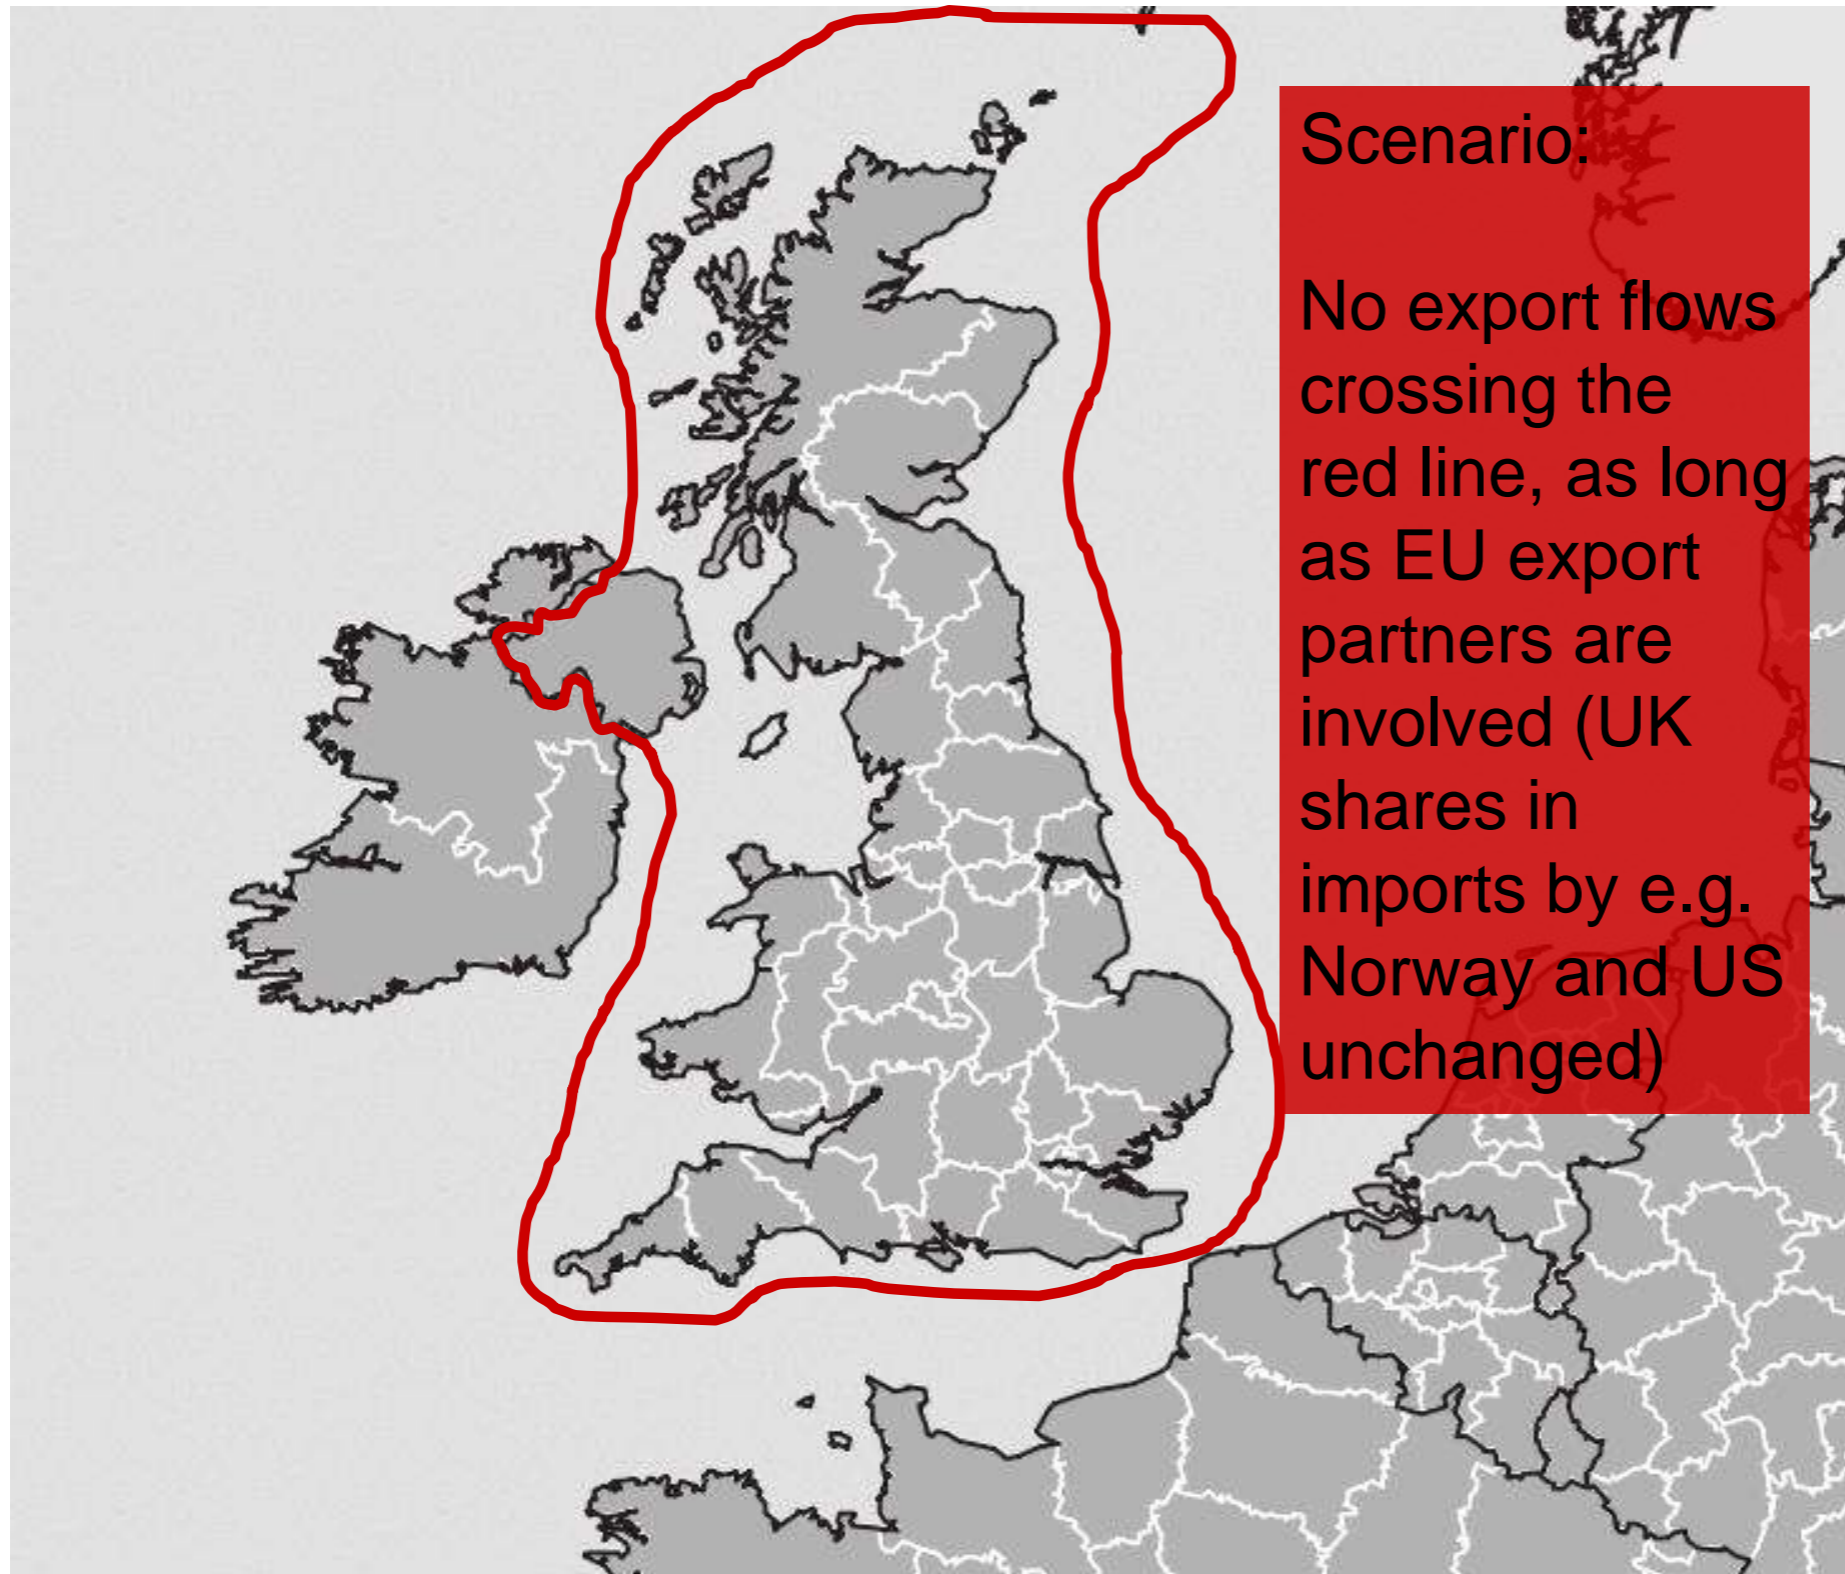 Scenario:
No export flows
crossing the
red line, as long
as EU export
partners are
involved (UK
shares in
imports by e.g.
Norway and US
unchanged)